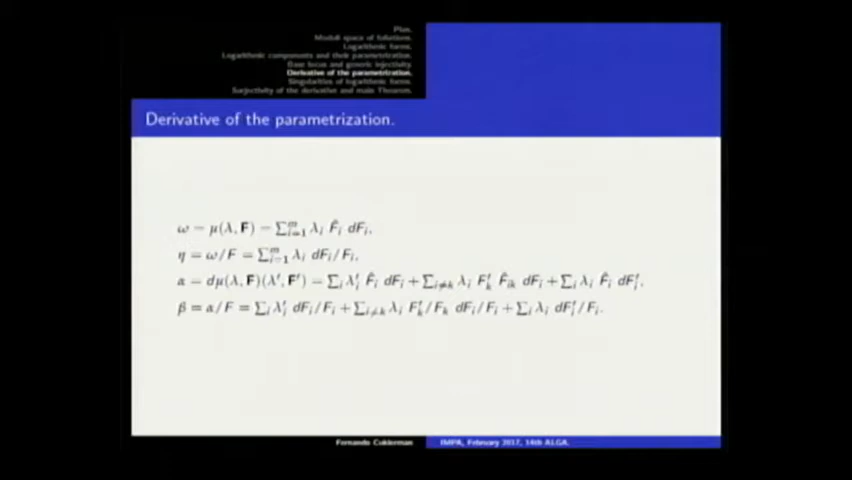 Plan.
Moduli space of foliations.
Logarithmic forms.
Logarithmic components and their parametrization.
Base locus and generic injectivity.
Derivative of the parametrization.
Singularities of logarithmic forms.
Surjectivity of the derivative and main Theorem.
Derivative of the parametrization.
ω = μ(λ, F) = ∑_{i=1}^{m} λ_i F̂_i dF_i,
η = ω/F = ∑_{i=1}^{m} λ_i dF_i/F_i,
α = dμ(λ, F)(λ′, F′) = ∑_i λ′_i F̂_i dF_i + ∑_{i≠k} λ_i F′_k F̂_{ik} dF_i + ∑_i λ_i F̂_i dF′_i,
β = α/F = ∑_i λ′_i dF_i/F_i + ∑_{i≠k} λ_i F′_k/F_k dF_i/F_i + ∑_i λ_i dF′_i/F_i.
Fernando Cukierman
IMPA, February 2017, 14th ALGA.